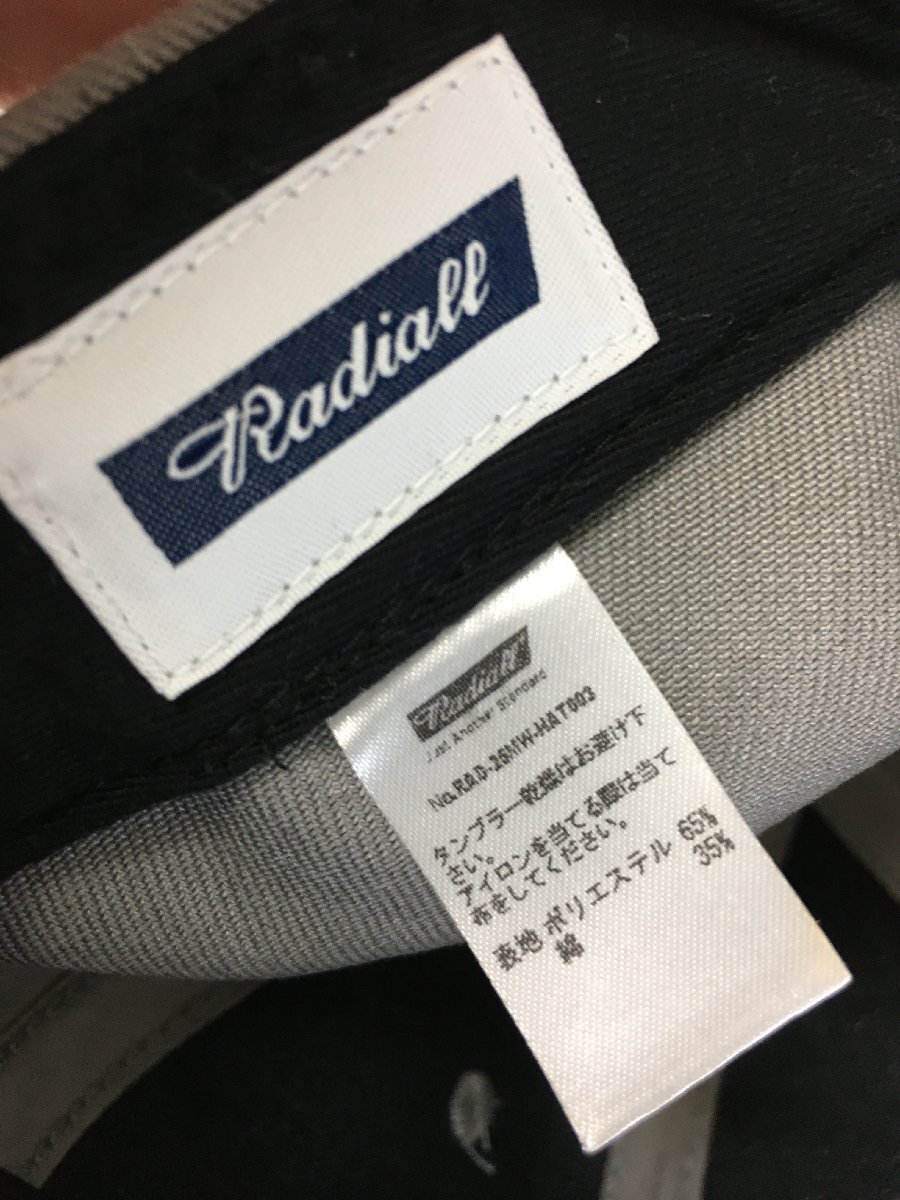 Radiall
Radiall
Just Another Standard
No.RAD-16MW-HAT003
タンブラー乾燥はお避け下
さい。
アイロンを当てる際は当て
布をしてください。
表地 ポリエステル 65%
綿 35%